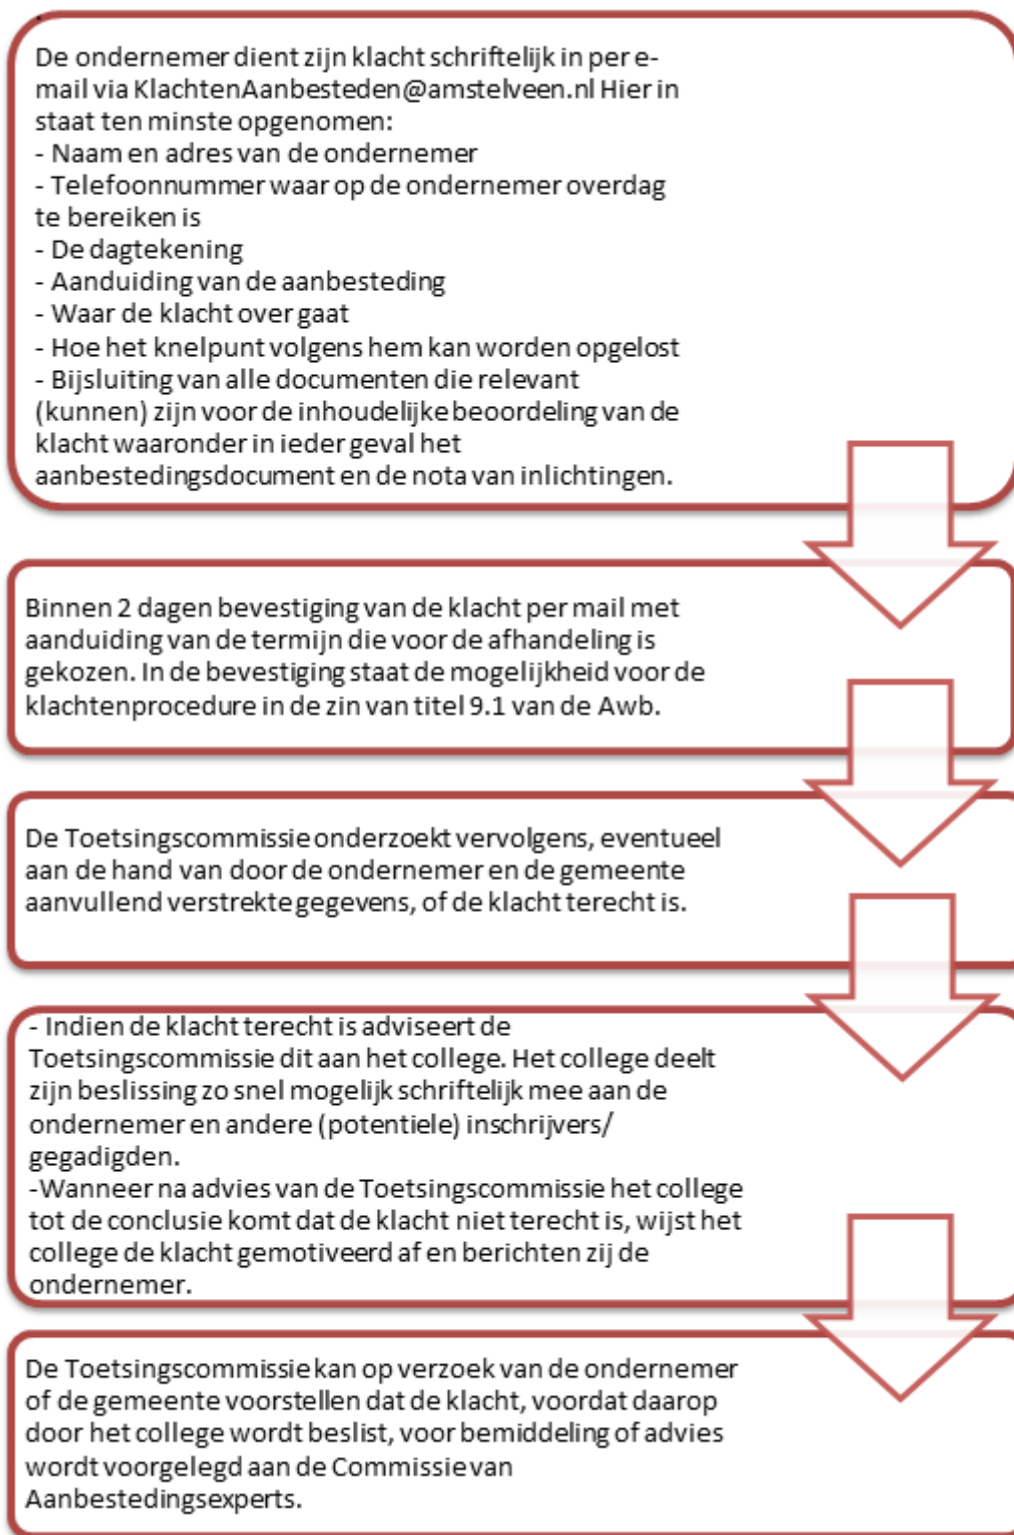 De ondernemer dient zijn klacht schriftelijk in per e-
mail via KlachtenAanbesteden@amstelveen.nl Hier in
staat ten minste opgenomen:
- Naam en adres van de ondernemer
- Telefoonnummer waar op de ondernemer overdag
te bereiken is
- De dagtekening
- Aanduiding van de aanbesteding
- Waar de klacht over gaat
- Hoe het knelpunt volgens hem kan worden opgelost
- Bijsluiting van alle documenten die relevant
(kunnen) zijn voor de inhoudelijke beoordeling van de
klacht waaronder in ieder geval het
aanbestedingsdocument en de nota van inlichtingen.
Binnen 2 dagen bevestiging van de klacht per mail met
aanduiding van de termijn die voor de afhandeling is
gekozen. In de bevestiging staat de mogelijkheid voor de
klachtenprocedure in de zin van titel 9.1 van de Awb.
De Toetsingscommissie onderzoekt vervolgens, eventueel
aan de hand van door de ondernemer en de gemeente
aanvullend verstrekte gegevens, of de klacht terecht is.
- Indien de klacht terecht is adviseert de
Toetsingscommissie dit aan het college. Het college deelt
zijn beslissing zo snel mogelijk schriftelijk mee aan de
ondernemer en andere (potentiele) inschrijvers/
gegadigden.
-Wanneer na advies van de Toetsingscommissie het college
tot de conclusie komt dat de klacht niet terecht is, wijst het
college de klacht gemotiveerd af en berichten zij de
ondernemer.
De Toetsingscommissie kan op verzoek van de ondernemer
of de gemeente voorstellen dat de klacht, voordat daarop
door het college wordt beslist, voor bemiddeling of advies
wordt voorgelegd aan de Commissie van
Aanbestedingsexperts.